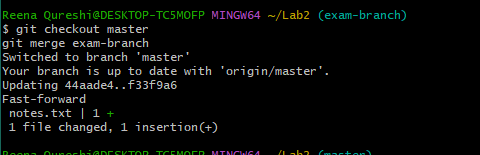 Reena Qureshi@DESKTOP-TC5MOFP MINGW64 ~/Lab2 (exam-branch)
$ git checkout master
git merge exam-branch
Switched to branch 'master'
Your branch is up to date with 'origin/master'.
Updating 44aade4..f33f9a6
Fast-forward
 notes.txt | 1 +
 1 file changed, 1 insertion(+)
Reena Qureshi@DESKTOP-TC5MOFP MINGW64 ~/Lab2 (master)